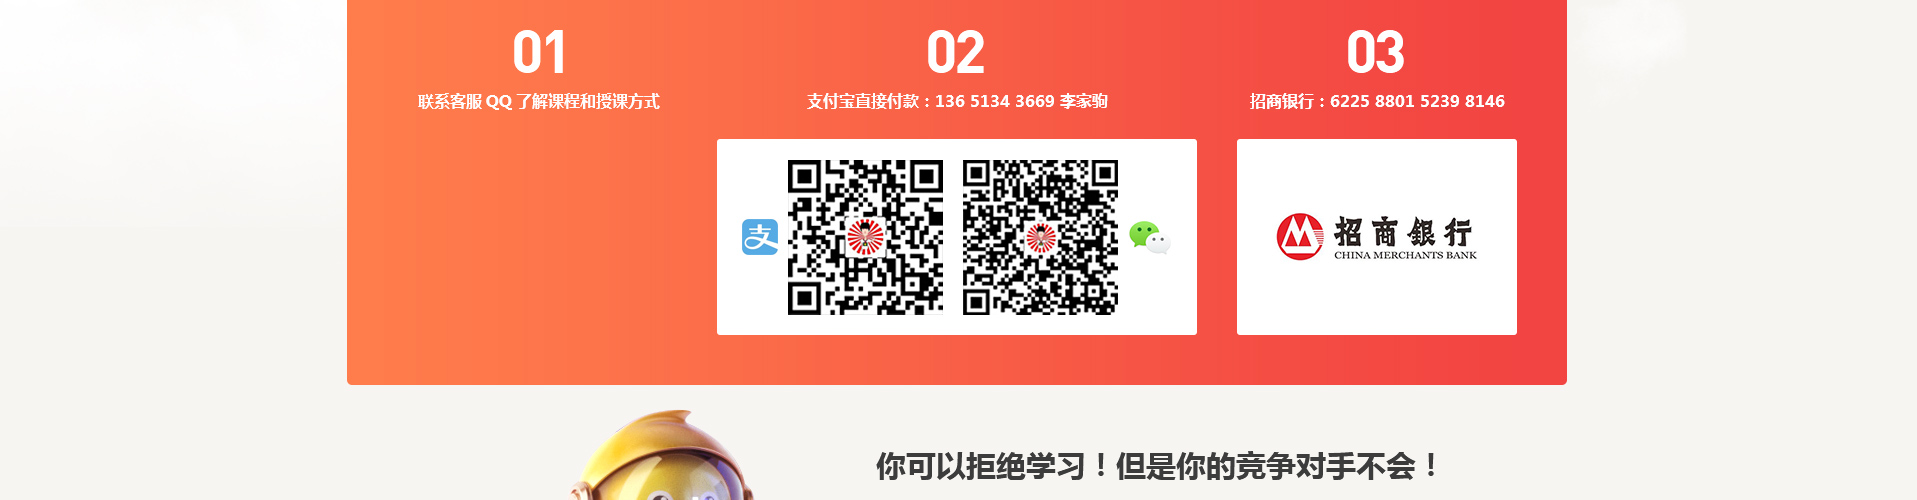 01
联系客服 QQ 了解课程和授课方式
02
支付宝直接付款：136 5134 3669 李家驹
03
招商银行：6225 8801 5239 8146
支
招商银行
CHINA MERCHANTS BANK
你可以拒绝学习！但是你的竞争对手不会！